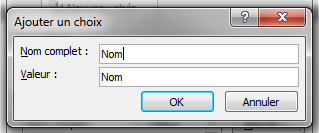 Ajouter un choix
Nom complet :
Nom
Valeur :
Nom
OK
Annuler